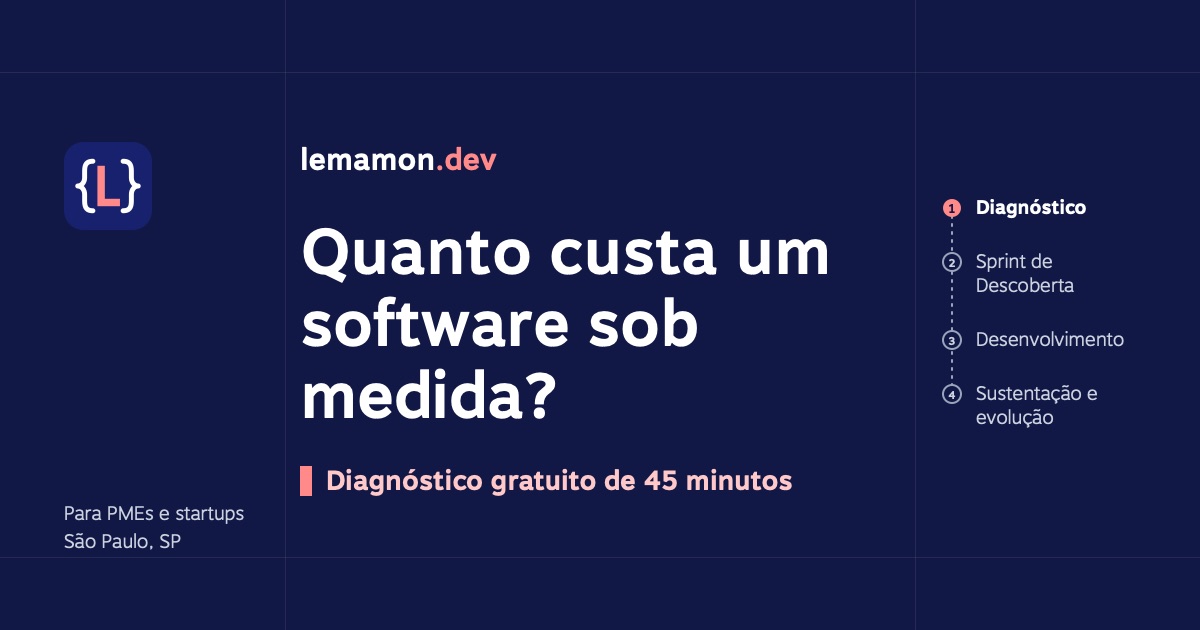 {L}
Para PMEs e startups
São Paulo, SP
lemamon.dev
Quanto custa um
software sob
medida?
Diagnóstico gratuito de 45 minutos
1 Diagnóstico
2 Sprint de
Descoberta
3 Desenvolvimento
4 Sustentação e
evolução